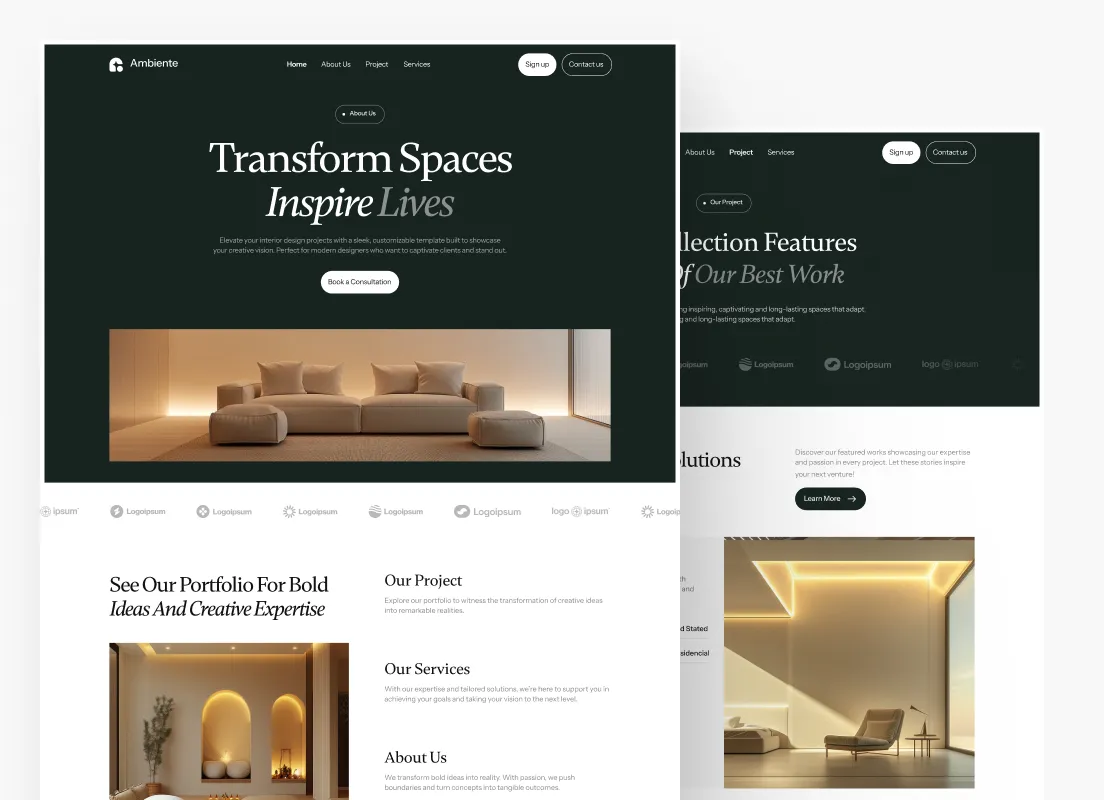 Ambiente
Home
About Us
Project
Services
Sign up
Contact us
About Us
Transform Spaces
Inspire Lives
Elevate your interior design projects with a sleek, customizable template built to showcase
your creative vision. Perfect for modern designers who want to captivate clients and stand out.
Book a Consultation
ipsum
Logoipsum
Logoipsum
Logoipsum
Logoipsum
Logoipsum
logo ipsum
Logoip
See Our Portfolio For Bold
Ideas And Creative Expertise
Our Project
Explore our portfolio to witness the transformation of creative ideas
into remarkable realities.
Our Services
With our expertise and tailored solutions, we're here to support you in
achieving your goals and taking your vision to the next level.
About Us
We transform bold ideas into reality. With passion, we push
boundaries and turn concepts into tangible outcomes.
About Us
Project
Services
Sign up
Contact us
Our Project
llection Features
Of Our Best Work
ng inspiring, captivating and long-lasting spaces that adapt.
g and long-lasting spaces that adapt.
goipsum
Logoipsum
Logoipsum
logo ipsum
lutions
Discover our featured works showcasing our expertise
and passion in every project. Let these stories inspire
your next venture!
Learn More
th
and
d Stated
sidencial